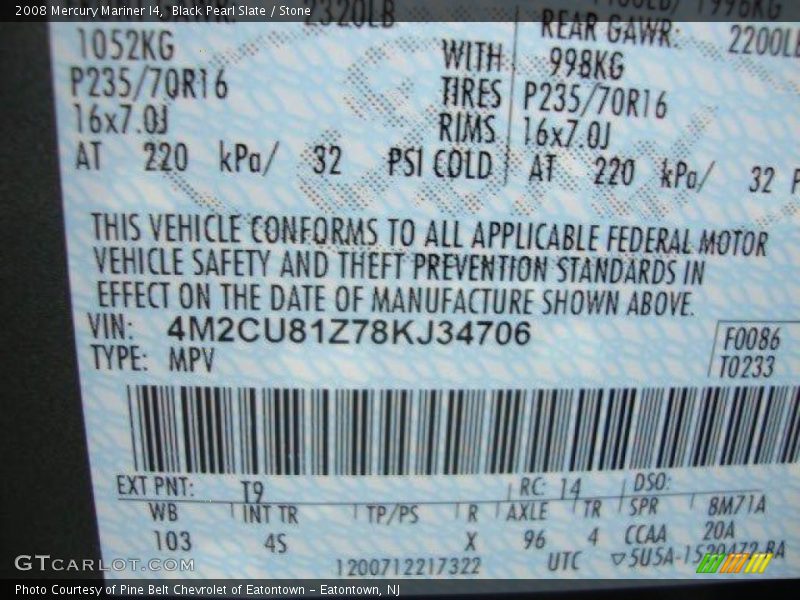 2008 Mercury Mariner I4, Black Pearl Slate / Stone
2320LB
1052KG WITH REAR GAWR: 2200LB
P235/70R16 TIRES 998KG
16x7.0J RIMS P235/70R16
16x7.0J
AT 220 kPa/ 32 PSI COLD AT 220 kPa/ 32 P
THIS VEHICLE CONFORMS TO ALL APPLICABLE FEDERAL MOTOR
VEHICLE SAFETY AND THEFT PREVENTION STANDARDS IN
EFFECT ON THE DATE OF MANUFACTURE SHOWN ABOVE.
VIN: 4M2CU81Z78KJ34706
F0086
TYPE: MPV
T0233
EXT PNT: T9 RC: 14 DSO:
WB INT TR TP/PS R AXLE TR SPR 8M71A
103 4S X 96 4 CCAA 20A
1200712217322 UTC
GTCARLOT.COM
Photo Courtesy of Pine Belt Chevrolet of Eatontown - Eatontown, NJ